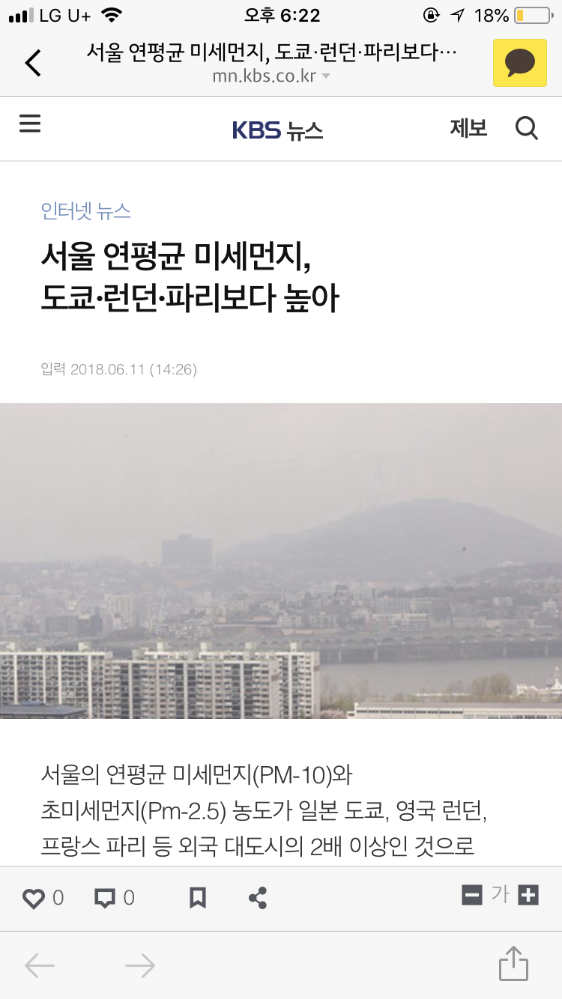 LG U+ 오후 6:22 18%
서울 연평균 미세먼지, 도쿄·런던·파리보다…
mn.kbs.co.kr
KBS 뉴스 제보
인터넷 뉴스
서울 연평균 미세먼지,
도쿄·런던·파리보다 높아
입력 2018.06.11 (14:26)
서울의 연평균 미세먼지(PM-10)와
초미세먼지(Pm-2.5) 농도가 일본 도쿄, 영국 런던,
프랑스 파리 등 외국 대도시의 2배 이상인 것으로
0 0 가